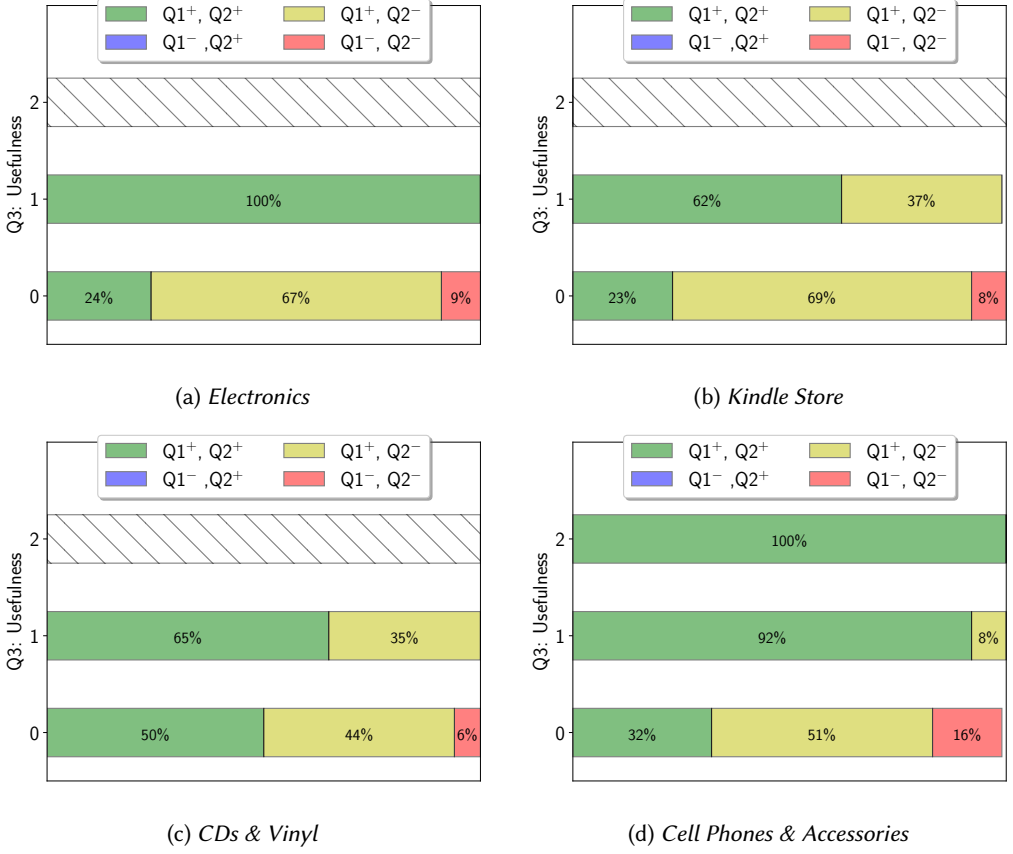 Q1⁺, Q2⁺ Q1⁺, Q2⁻
Q1⁻ ,Q2⁺ Q1⁻, Q2⁻
Q3: Usefulness
2
1
100%
0
24% 67% 9%
(a) Electronics
Q1⁺, Q2⁺ Q1⁺, Q2⁻
Q1⁻ ,Q2⁺ Q1⁻, Q2⁻
Q3: Usefulness
2
1
62% 37%
0
23% 69% 8%
(b) Kindle Store
Q1⁺, Q2⁺ Q1⁺, Q2⁻
Q1⁻ ,Q2⁺ Q1⁻, Q2⁻
Q3: Usefulness
2
1
65% 35%
0
50% 44% 6%
(c) CDs & Vinyl
Q1⁺, Q2⁺ Q1⁺, Q2⁻
Q1⁻ ,Q2⁺ Q1⁻, Q2⁻
Q3: Usefulness
2
100%
1
92% 8%
0
32% 51% 16%
(d) Cell Phones & Accessories